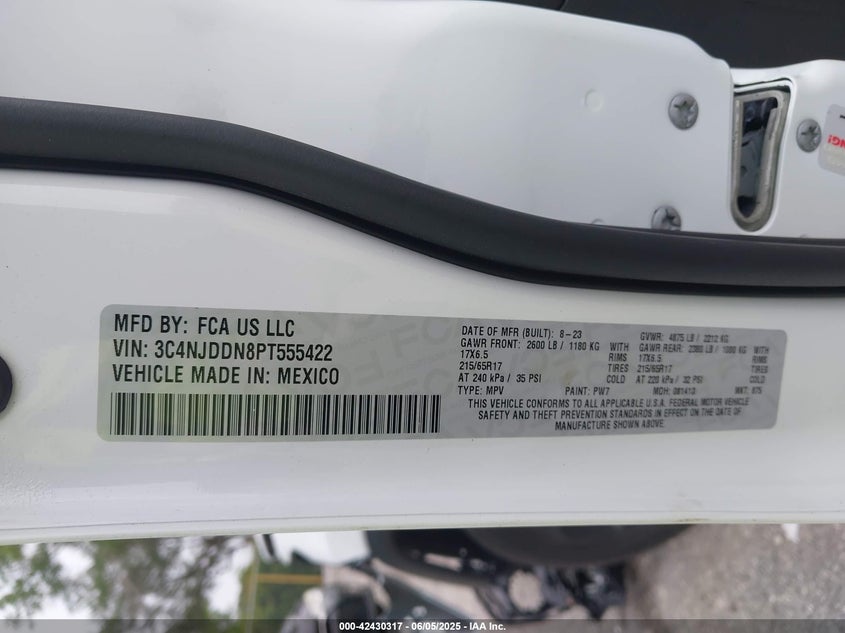 MFD BY: FCA US LLC
VIN: 3C4NJDDN8PT555422
VEHICLE MADE IN: MEXICO
DATE OF MFR (BUILT): 8-23
GVWR: 4875 LB / 2212 KG
GAWR FRONT: 2600 LB / 1180 KG WITH
GAWR REAR: 2380 LB / 1080 KG WITH
17X6.5 RIMS 17X6.5 RIMS
215/65R17 TIRES 215/65R17 TIRES
AT 240 kPa / 35 PSI COLD AT 220 kPa / 32 PSI COLD
TYPE: MPV PAINT: PW7 MDH: 081410 MKT: 875
THIS VEHICLE CONFORMS TO ALL APPLICABLE U.S.A. FEDERAL MOTOR VEHICLE
SAFETY AND THEFT PREVENTION STANDARDS IN EFFECT ON THE DATE OF
MANUFACTURE SHOWN ABOVE.
000-42430317 - 06/05/2025 - IAA Inc.